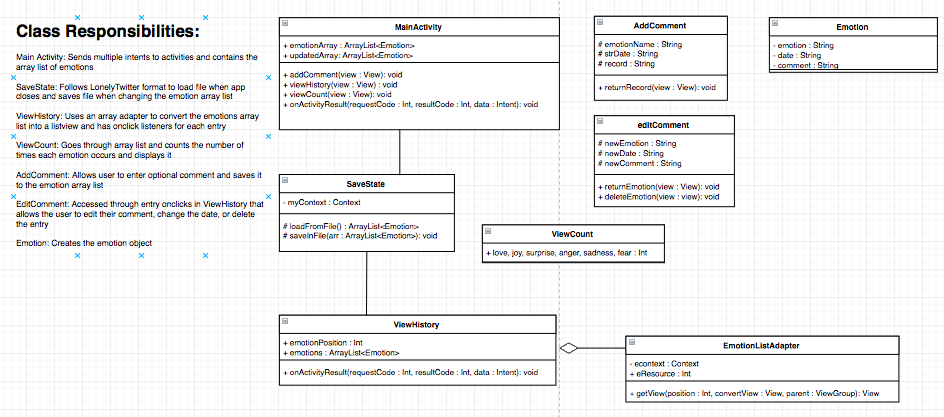 Class Responsibilities:
Main Activity: Sends multiple intents to activities and contains the
array list of emotions
SaveState: Follows LonelyTwitter format to load file when app
closes and saves file when changing the emotion array list
ViewHistory: Uses an array adapter to convert the emotions array
list into a listview and has onclick listeners for each entry
ViewCount: Goes through array list and counts the number of
times each emotion occurs and displays it
AddComment: Allows user to enter optional comment and saves it
to the emotion array list
EditComment: Accessed through entry onclicks in ViewHistory that
allows the user to edit their comment, change the date, or delete
the entry
Emotion: Creates the emotion object
MainActivity
+ emotionArray : ArrayList<Emotion>
+ updatedArray: ArrayList<Emotion>
+ addComment(view : View): void
+ viewHistory(view : View) : void
+ viewCount(view : View): void
+ onActivityResult(requestCode : Int, resultCode : Int, data : Intent): void
AddComment
# emotionName : String
# strDate : String
# record : String
+ returnRecord(view : View): void
Emotion
- emotion : String
- date : String
- comment : String
editComment
# newEmotion : String
# newDate : String
# newComment : String
+ returnEmotion(view : View): void
+ deleteEmotion(view : view): void
SaveState
- myContext : Context
# loadFromFile() : ArrayList<Emotion>
# saveInFile(arr : ArrayList<Emotion>): void
ViewCount
+ love, joy, surprise, anger, sadness, fear : Int
ViewHistory
+ emotionPosition : Int
+ emotions : ArrayList<Emotion>
+ onActivityResult(requestCode : Int, resultCode : Int, data : Intent): void
EmotionListAdapter
- econtext : Context
+ eResource : Int
+ getView(position : Int, convertView : View, parent : ViewGroup): View